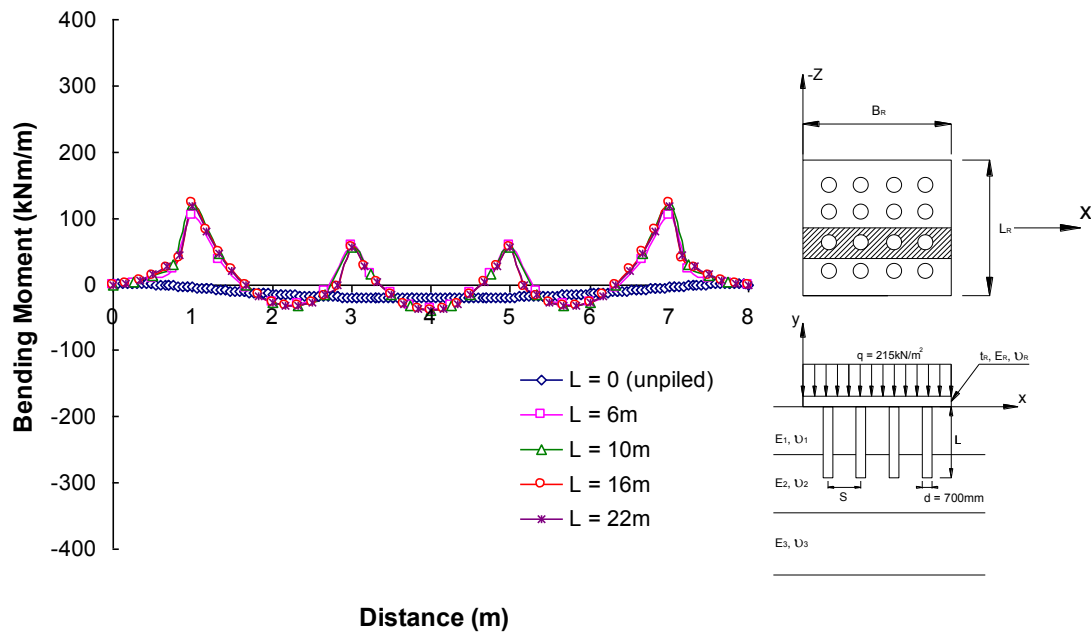 400
300
200
100
0
-100
-200
-300
-400
Bending Moment (kNm/m)
0 1 2 3 4 5 6 7 8
Distance (m)
L = 0 (unpiled)
L = 6m
L = 10m
L = 16m
L = 22m
-Z
BR
X
LR
y
q = 215kN/m²
tR, ER, υR
x
E1, υ1
L
E2, υ2
S
d = 700mm
E3, υ3